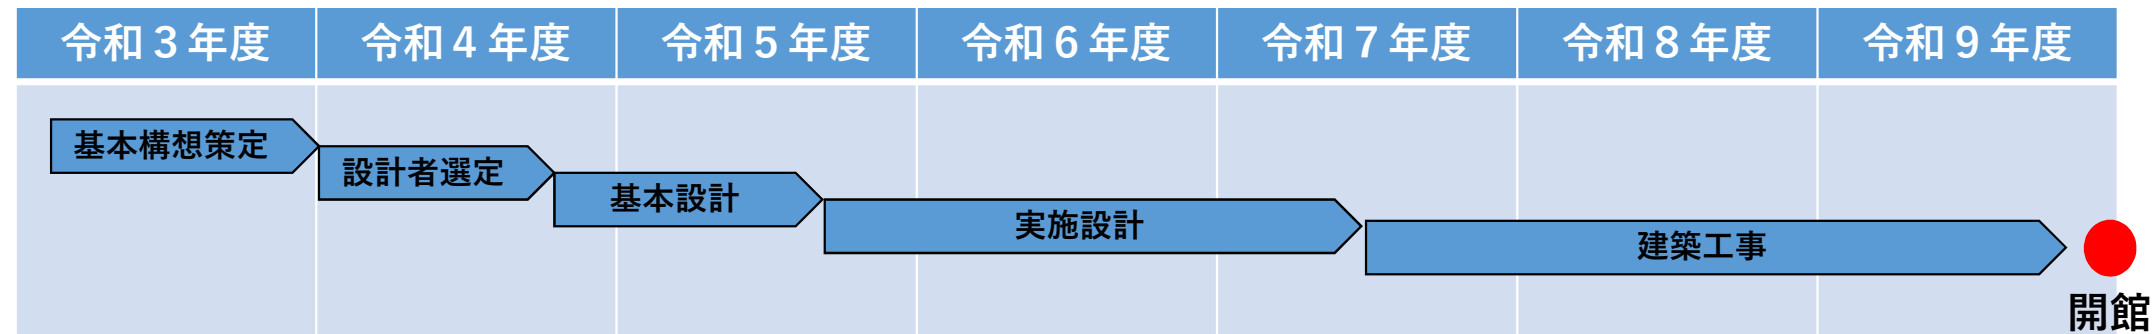 令和３年度
令和４年度
令和５年度
令和６年度
令和７年度
令和８年度
令和９年度
基本構想策定
設計者選定
基本設計
実施設計
建築工事
開館